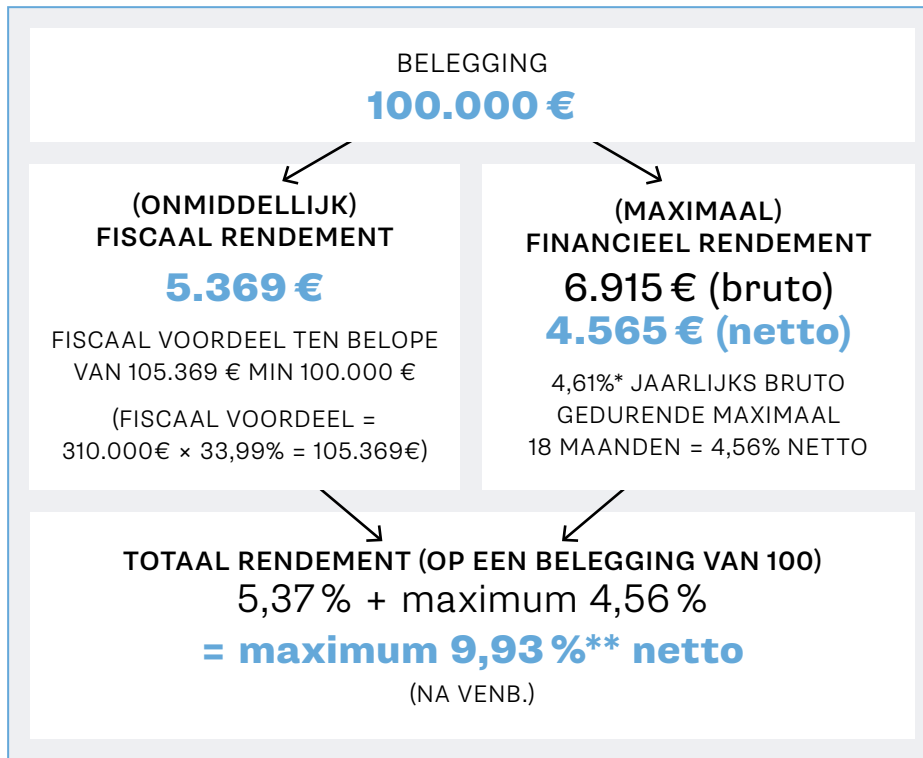 BELEGGING
100.000 €
(ONMIDDELLIJK)
FISCAAL RENDEMENT
5.369 €
FISCAAL VOORDEEL TEN BELOPE
VAN 105.369 € MIN 100.000 €
(FISCAAL VOORDEEL =
310.000€ × 33,99% = 105.369€)
(MAXIMAAL)
FINANCIEEL RENDEMENT
6.915 € (bruto)
4.565 € (netto)
4,61%* JAARLIJKS BRUTO
GEDURENDE MAXIMAAL
18 MAANDEN = 4,56% NETTO
TOTAAL RENDEMENT (OP EEN BELEGGING VAN 100)
5,37 % + maximum 4,56 %
= maximum 9,93 %** netto
(NA VENB.)